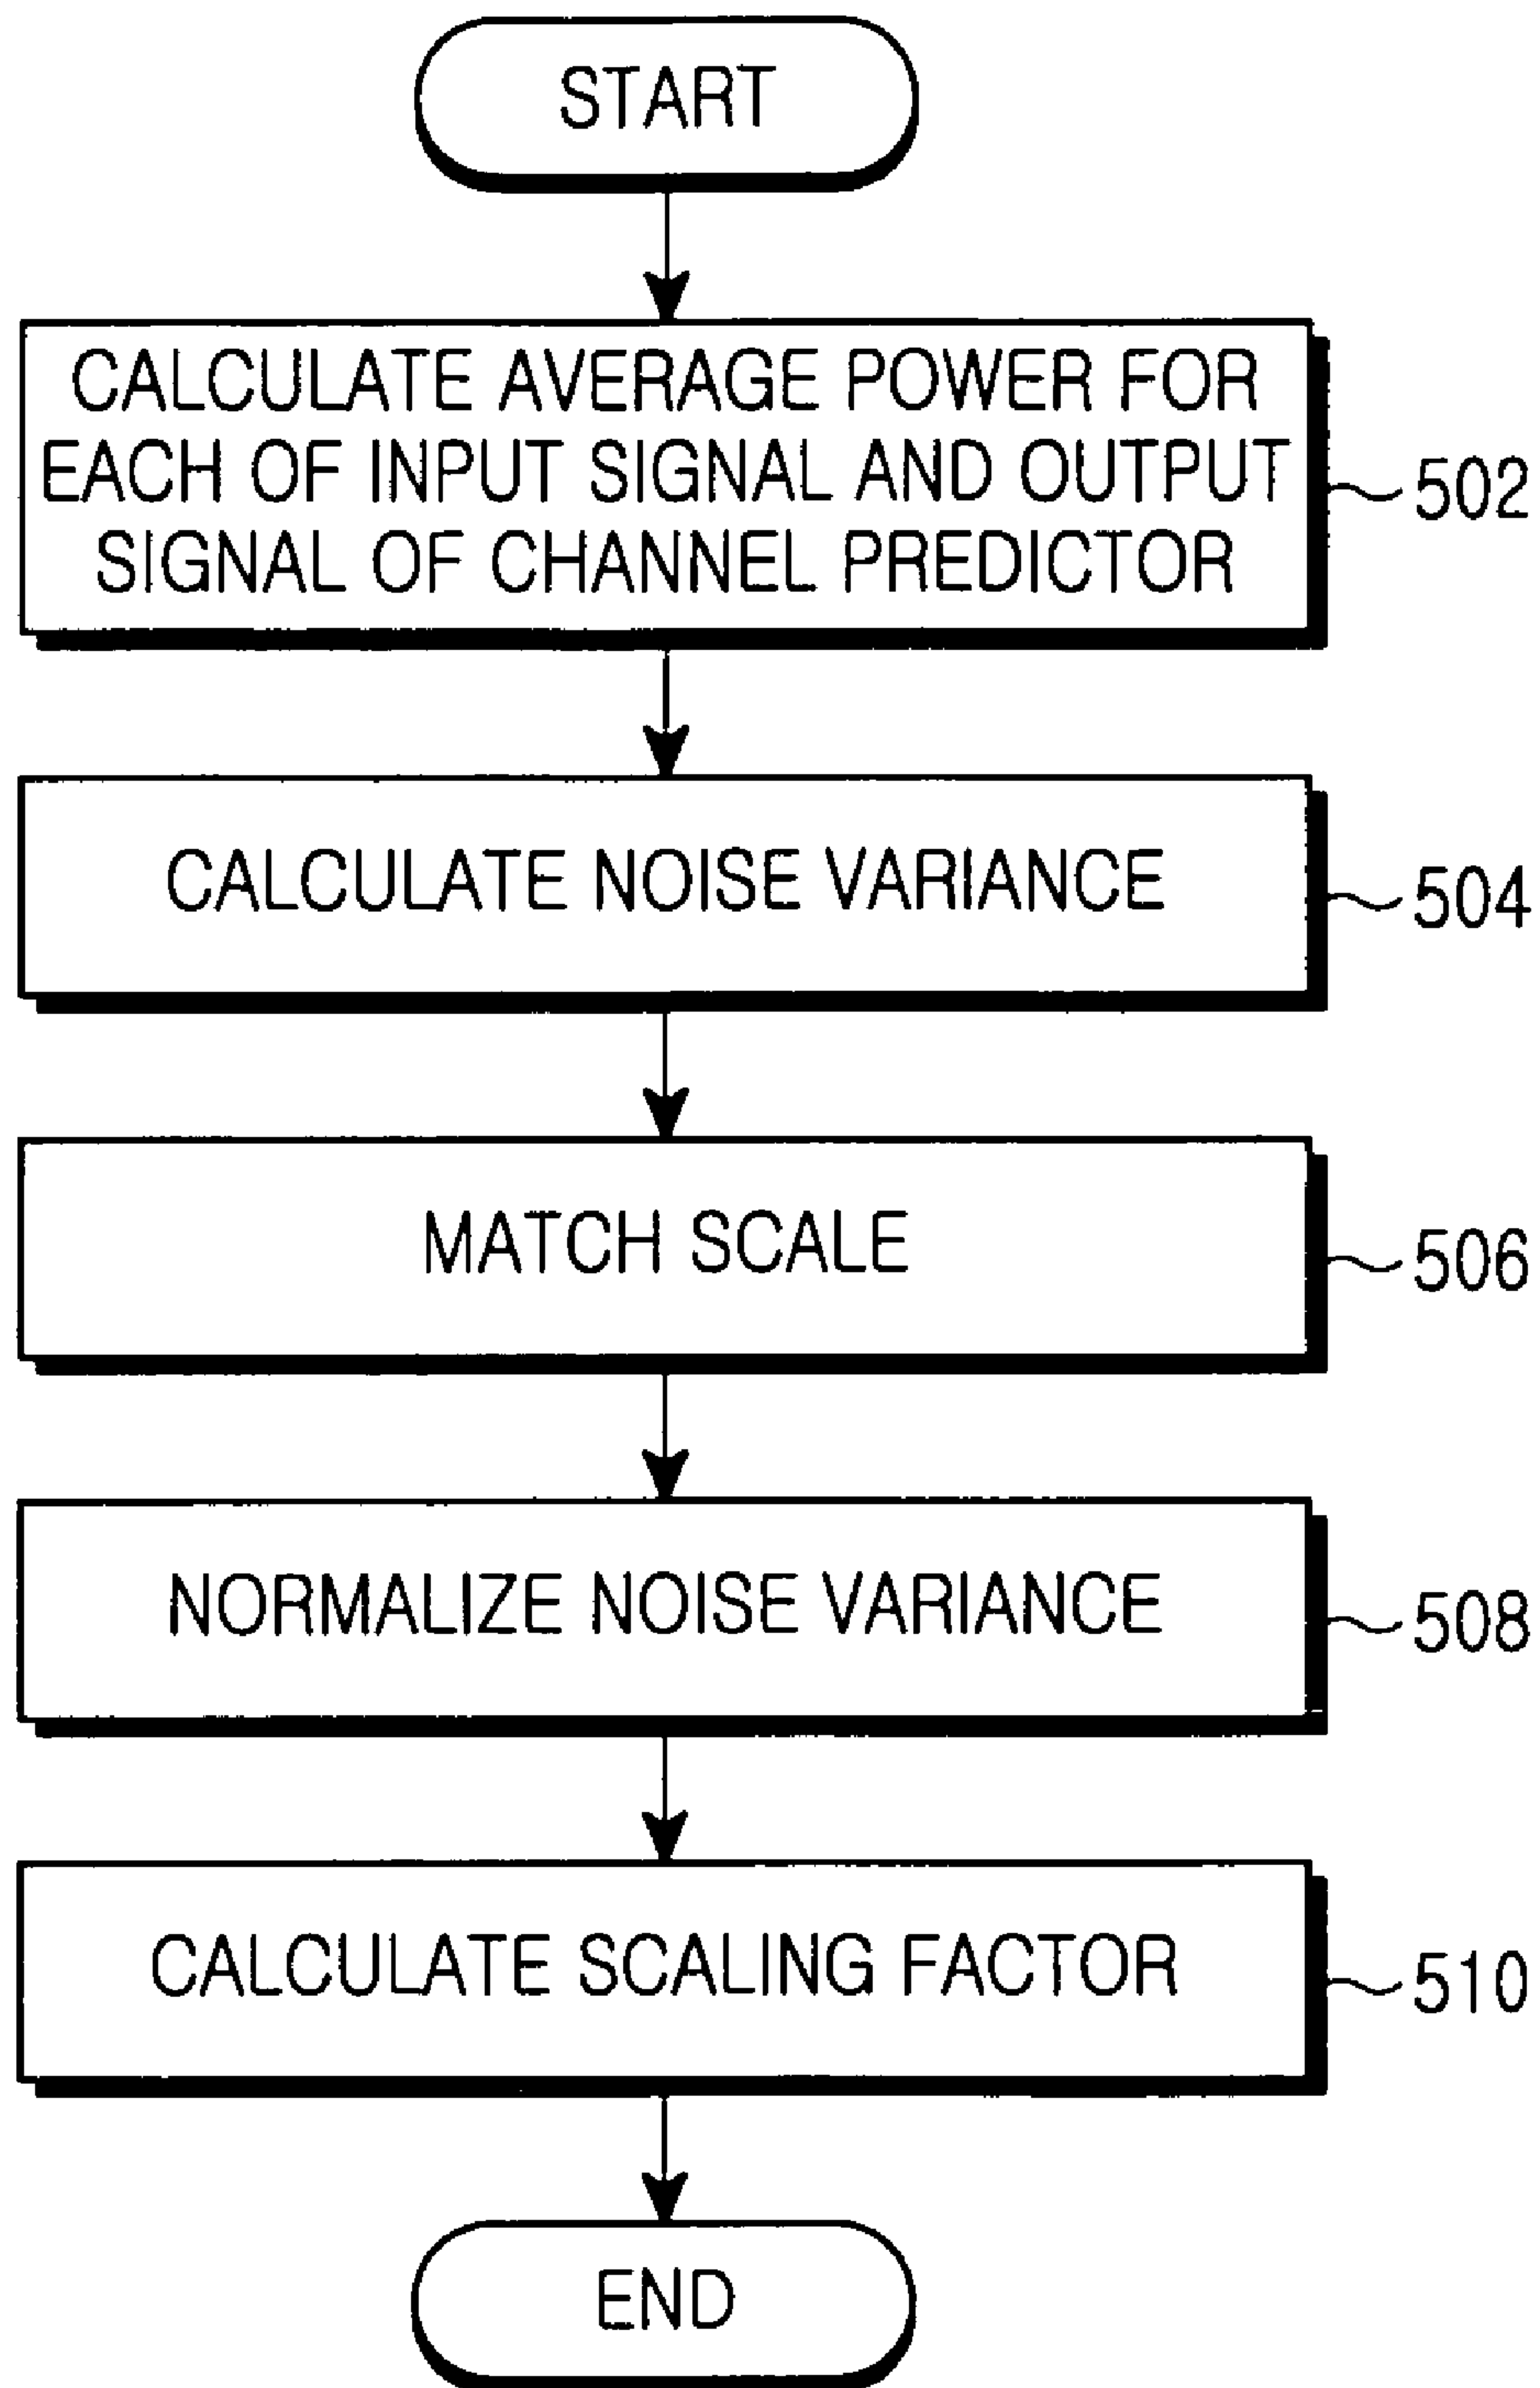 START
CALCULATE AVERAGE POWER FOR
EACH OF INPUT SIGNAL AND OUTPUT
SIGNAL OF CHANNEL PREDICTOR
502
CALCULATE NOISE VARIANCE
504
MATCH SCALE
506
NORMALIZE NOISE VARIANCE
508
CALCULATE SCALING FACTOR
510
END